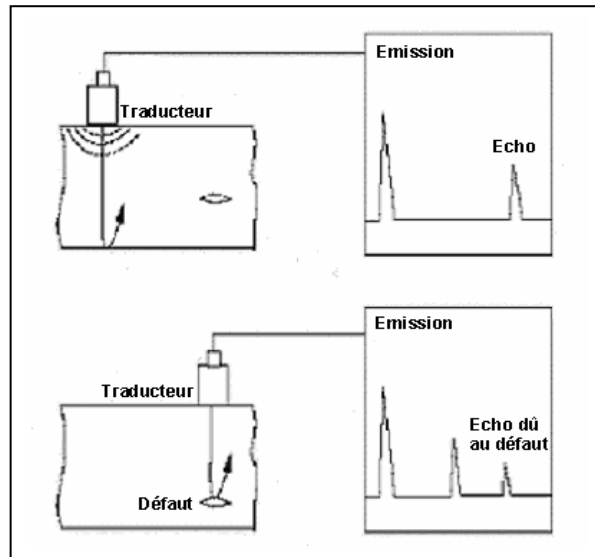 Emission
Traducteur
Echo
Emission
Traducteur
Echo dû
au défaut
Défaut